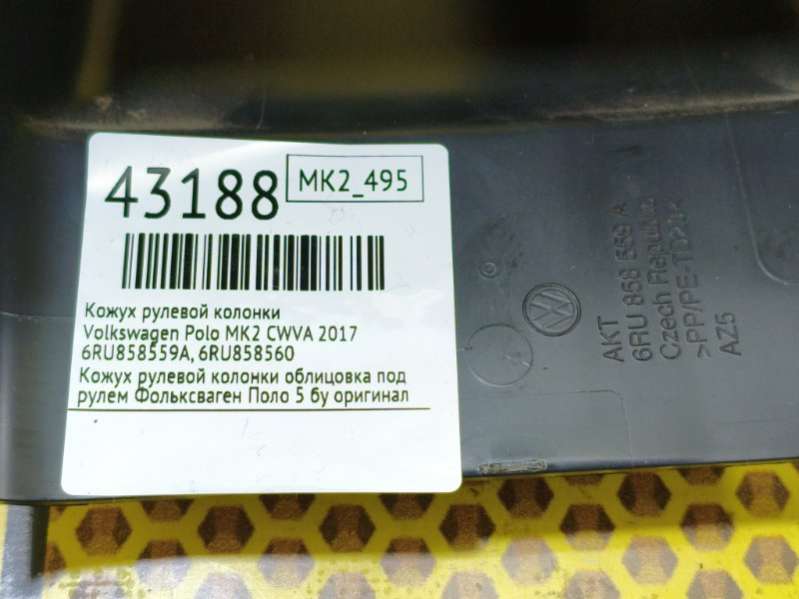 43188
MK2_495
Кожух рулевой колонки
Volkswagen Polo MK2 CWVA 2017
6RU858559A, 6RU858560
Кожух рулевой колонки облицовка под
рулем Фольксваген Поло 5 бу оригинал
AKT
6RU 858 559 A
Czech Republic
>PP/PE-TD20<
AZ5